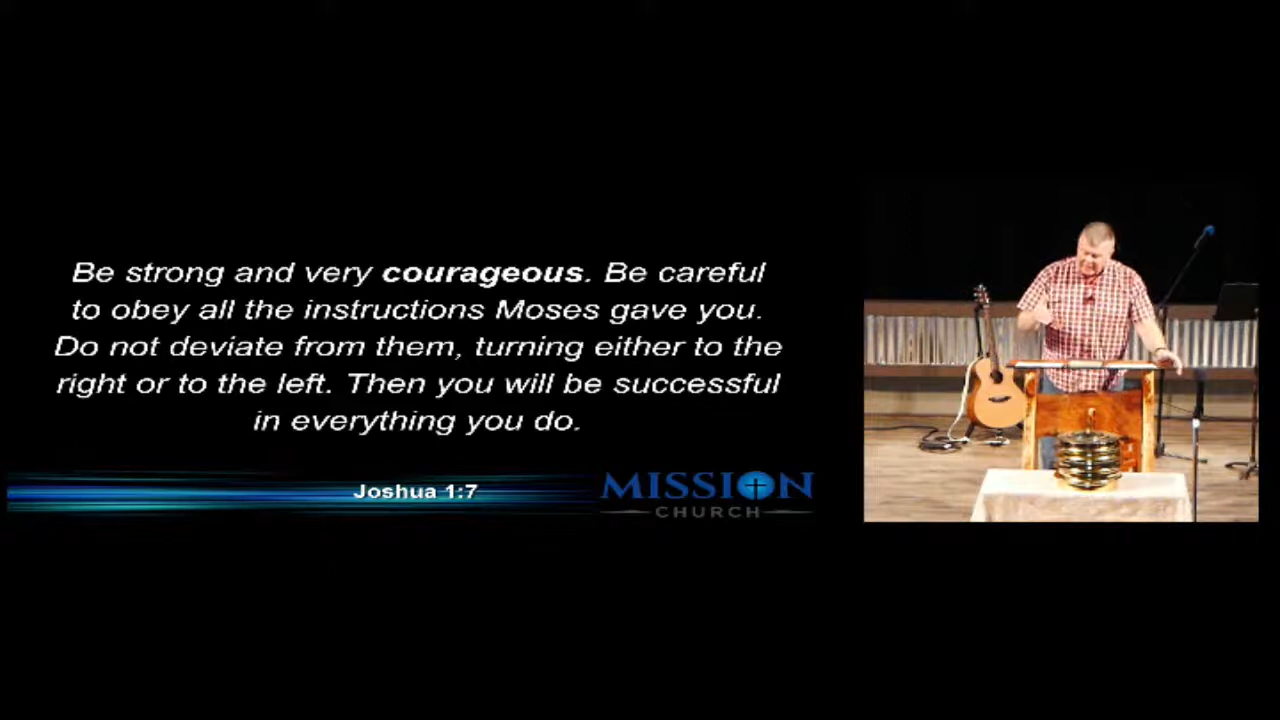 Be strong and very courageous. Be careful
to obey all the instructions Moses gave you.
Do not deviate from them, turning either to the
right or to the left. Then you will be successful
in everything you do.
Joshua 1:7
MISSION
CHURCH